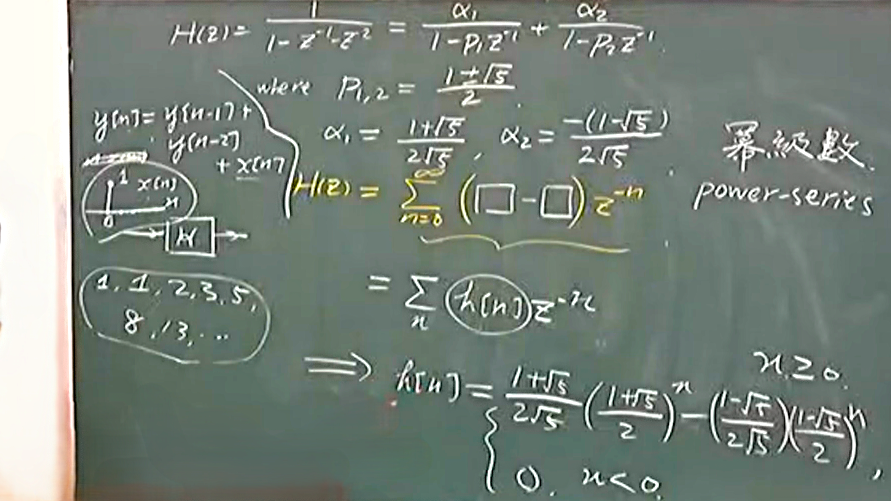 H(z) = 1/(1 - z^-1 - z^-2) = α₁/(1 - p₁z^-1) + α₂/(1 - p₂z^-1).
where p₁,₂ = (1±√5)/2.
y[n] = y[n-1] +
y[n-2]
+ x[n]
α₁ = (1+√5)/(2√5), α₂ = -(1-√5)/(2√5).
冪級數.
power-series
1 x[n]
0 n
H(z) = ∑_{n=0}^{∞} (□ - □) z^-n
= ∑_n h[n] z^-n
1, 1, 2, 3, 5,
8, 13, ...
n ≥ 0.
⟹ h[n] = { (1+√5)/(2√5) ((1+√5)/2)^n - ((1-√5)/(2√5))((1-√5)/2)^n,
0. n < 0.